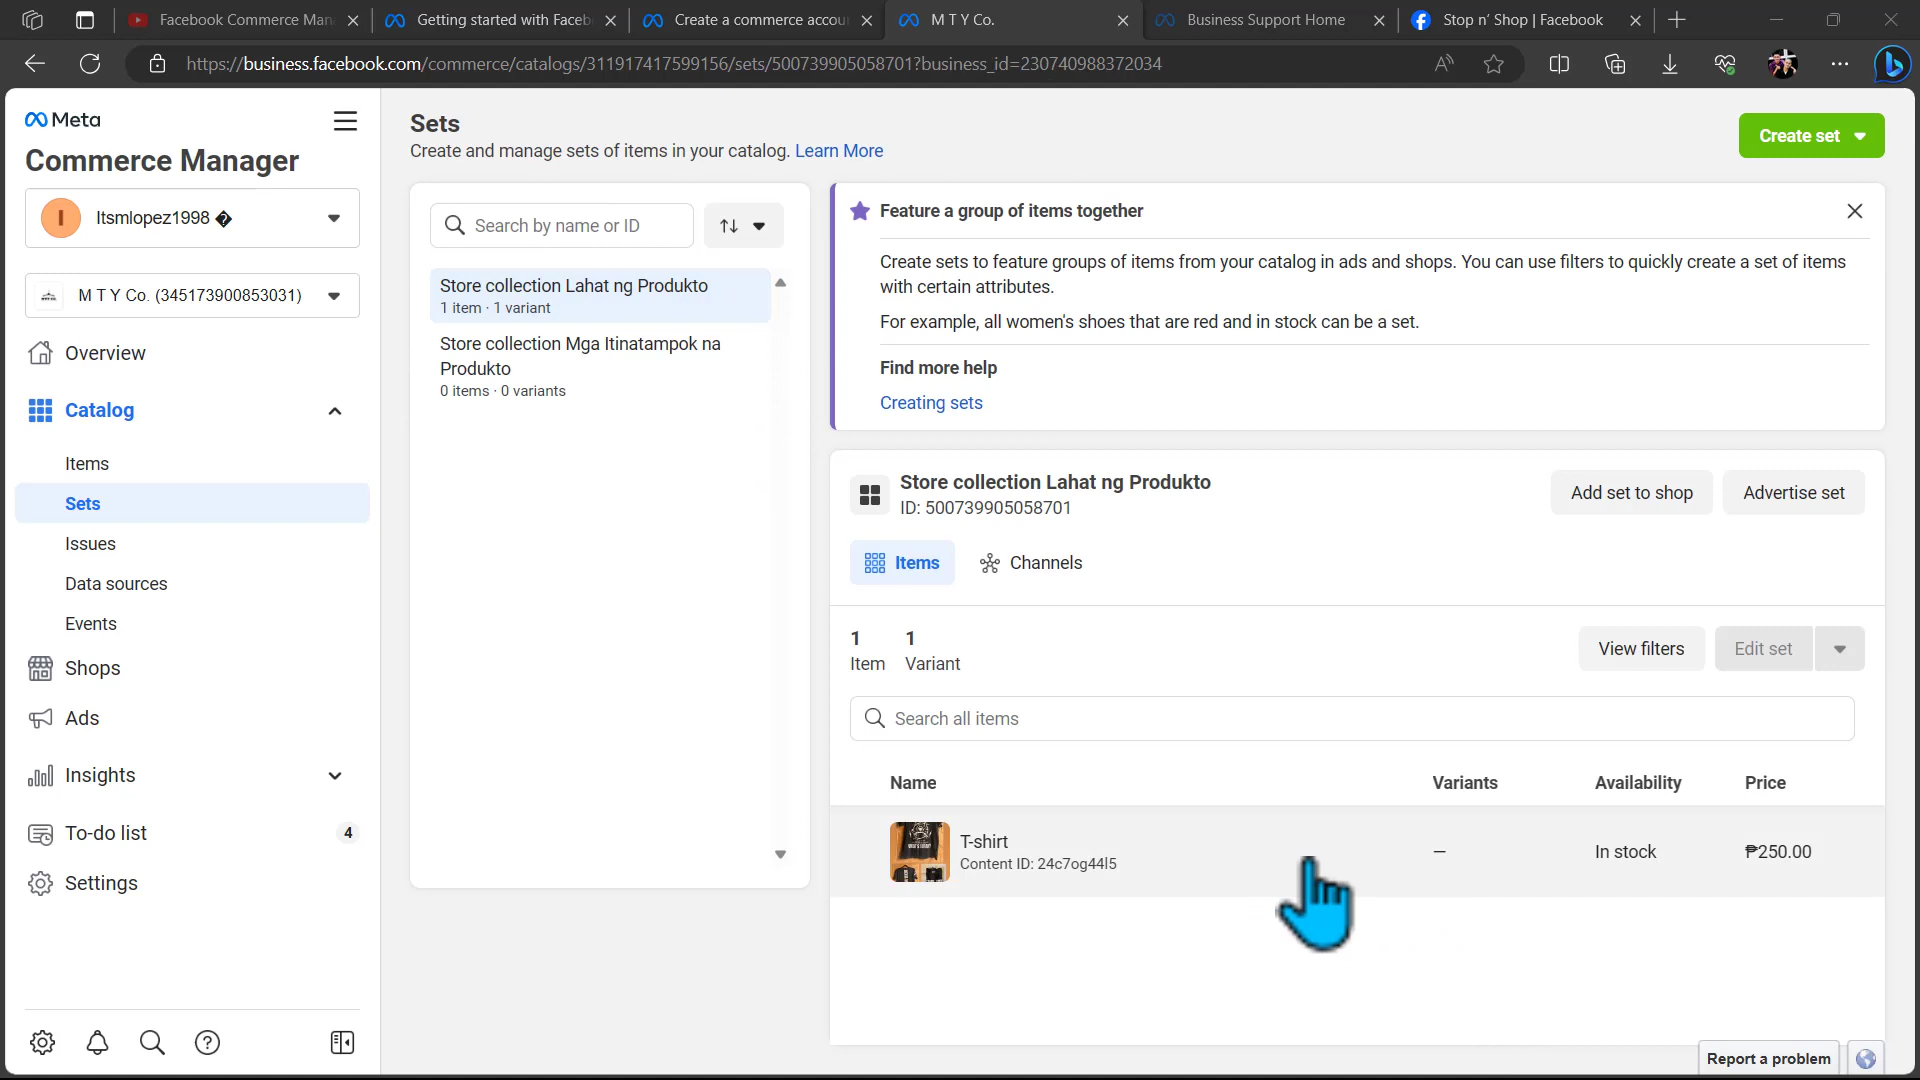 Facebook Commerce Man
Getting started with Faceb
Create a commerce accou
M T Y Co.
Business Support Home
Stop n' Shop | Facebook
https://business.facebook.com/commerce/catalogs/311917417599156/sets/500739905058701?business_id=230740988372034
Meta
Commerce Manager
I
Itsmlopez1998 �
M T Y Co. (345173900853031)
Overview
Catalog
Items
Sets
Issues
Data sources
Events
Shops
Ads
Insights
To-do list
4
Settings
Sets
Create and manage sets of items in your catalog. Learn More
Create set
Search by name or ID
Store collection Lahat ng Produkto
1 item · 1 variant
Store collection Mga Itinatampok na
Produkto
0 items · 0 variants
Feature a group of items together
Create sets to feature groups of items from your catalog in ads and shops. You can use filters to quickly create a set of items
with certain attributes.
For example, all women's shoes that are red and in stock can be a set.
Find more help
Creating sets
Store collection Lahat ng Produkto
ID: 500739905058701
Add set to shop
Advertise set
Items
Channels
1 1
Item Variant
View filters
Edit set
Search all items
Name Variants Availability Price
T-shirt
Content ID: 24c7og44l5
— In stock ₱250.00
Report a problem